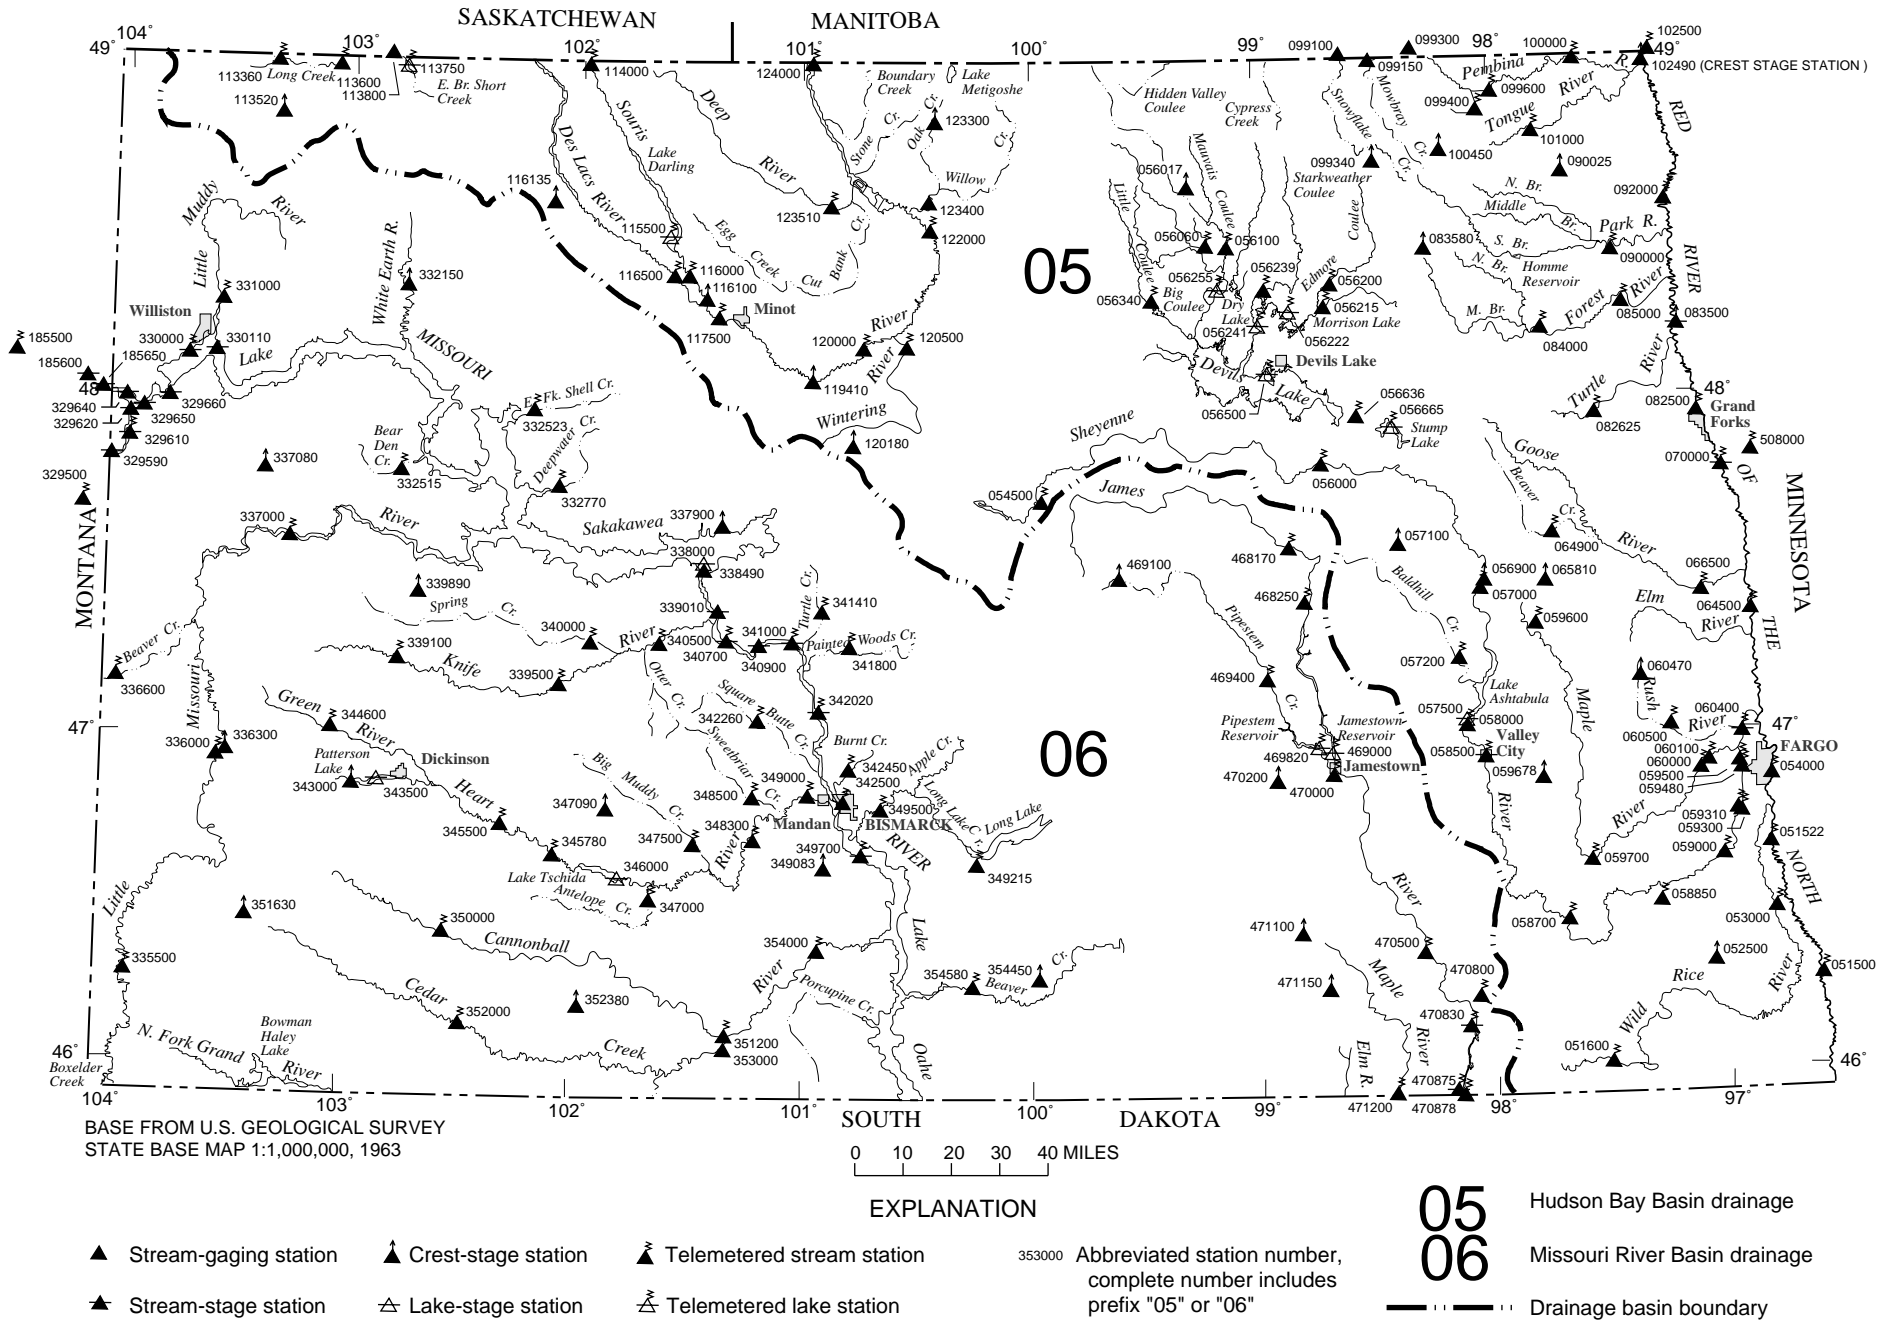 SASKATCHEWAN
MANITOBA
104°
103°
102°
101°
100°
99°
98°
49°
49°
102500
102490 (CREST STAGE STATION )
113360
Long Creek
113600
113800
113750
E. Br. Short
Creek
113520
114000
124000
Boundary
Creek
Lake
Metigoshe
099100
099300
099150
100000
Pembina
River
R.
099600
099400
Tongue
101000
RED
Hidden Valley
Coulee
Cypress
Creek
Snowflake
Cr.
Mowbray
Cr.
100450
090025
092000
099340
Starkweather
Coulee
Coulee
Souris
Deep
River
Des Lacs River
Lake
Darling
Stone
Cr.
Oak
Cr.
123300
Cr.
Willow
123400
122000
123510
116135
115500
116500
116000
116100
117500
Minot
Egg
Creek
Cut
Bank
Cr.
River
120000
River
120500
119410
Wintering
120180
056017
Mauvais
Coulee
Little
Coulee
056060
056100
056255
056239
Edmore
056200
056215
Morrison Lake
056222
056241
Dry
Lake
Big
Coulee
056340
Devils Lake
Devils
Lake
056500
056636
056665
Stump
Lake
083580
N. Br.
Middle
Br.
Park R.
S. Br.
090000
N. Br.
Homme
Reservoir
Forest
River
M. Br.
085000
084000
RIVER
083500
River
Turtle
082625
082500
48°
Grand
Forks
508000
070000
OF
MINNESOTA
Muddy
River
Little
331000
Williston
330000
330110
185500
185650
185600
48°
329640
329620
329650
329660
329610
329590
329500
Lake
White Earth R.
332150
MISSOURI
E. Fk. Shell Cr.
332523
Deepwater Cr.
332770
Bear
Den
Cr.
332515
337080
337000
River
Sakakawea
337900
338000
338490
MONTANA
05
Sheyenne
054500
James
056000
Goose
Beaver
Cr.
064900
River
057100
468170
469100
Pipestem
Cr.
468250
Baldhill
Cr.
056900
057000
065810
059600
066500
Elm
River
064500
THE
339890
Spring
Cr.
339100
Knife
340000
River
339500
339010
340500
340700
341000
340900
Turtle Cr.
341410
Painted
Woods Cr.
341800
Otter Cr.
Square
Butte
Cr.
342020
342260
Beaver Cr.
336600
Missouri
Green
River
344600
336000
336300
Patterson
Lake
343000
343500
Dickinson
Heart
345500
345780
Big
Muddy
Cr.
347090
347500
Sweetbriar
Cr.
348500
348300
River
349000
Mandan
Burnt Cr.
342450
342500
BISMARCK
Apple Cr.
349500
Long Lake Cr.
Long Lake
349215
349700
349083
RIVER
346000
Lake Tschida
Antelope Cr.
347000
06
469400
Pipestem
Reservoir
Jamestown
Reservoir
469000
469820
Jamestown
470200
470000
057200
Lake
Ashtabula
057500
058000
Valley
City
058500
Maple
059678
060470
Rush
River
060500
060400
47°
47°
060100
060000
059500
059480
FARGO
054000
059310
059300
059000
051522
River
059700
NORTH
River
River
058850
058700
053000
052500
051500
Rice
River
Wild
051600
46°
Little
351630
350000
Cannonball
335500
Cedar
352000
352380
Creek
River
354000
351200
353000
Lake
Porcupine Cr.
354580
354450
Beaver
Cr.
Oahe
471100
471150
Maple
River
470500
470800
470830
Elm R.
471200
470875
470878
N. Fork Grand
River
Bowman
Haley
Lake
46°
Boxelder
Creek
104°
103°
102°
101°
100°
99°
98°
97°
SOUTH
DAKOTA
BASE FROM U.S. GEOLOGICAL SURVEY
STATE BASE MAP 1:1,000,000, 1963
0 10 20 30 40 MILES
EXPLANATION
Stream-gaging station
Crest-stage station
Telemetered stream station
Stream-stage station
Lake-stage station
Telemetered lake station
353000 Abbreviated station number,
complete number includes
prefix "05" or "06"
05 Hudson Bay Basin drainage
06 Missouri River Basin drainage
Drainage basin boundary